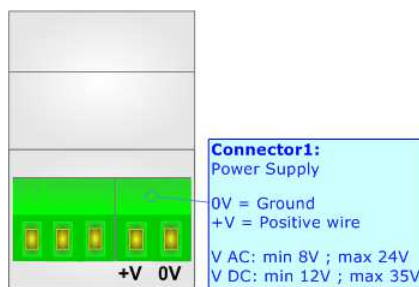 Connector1:
Power Supply
0V = Ground
+V = Positive wire
V AC: min 8V ; max 24V
V DC: min 12V ; max 35V
+V 0V